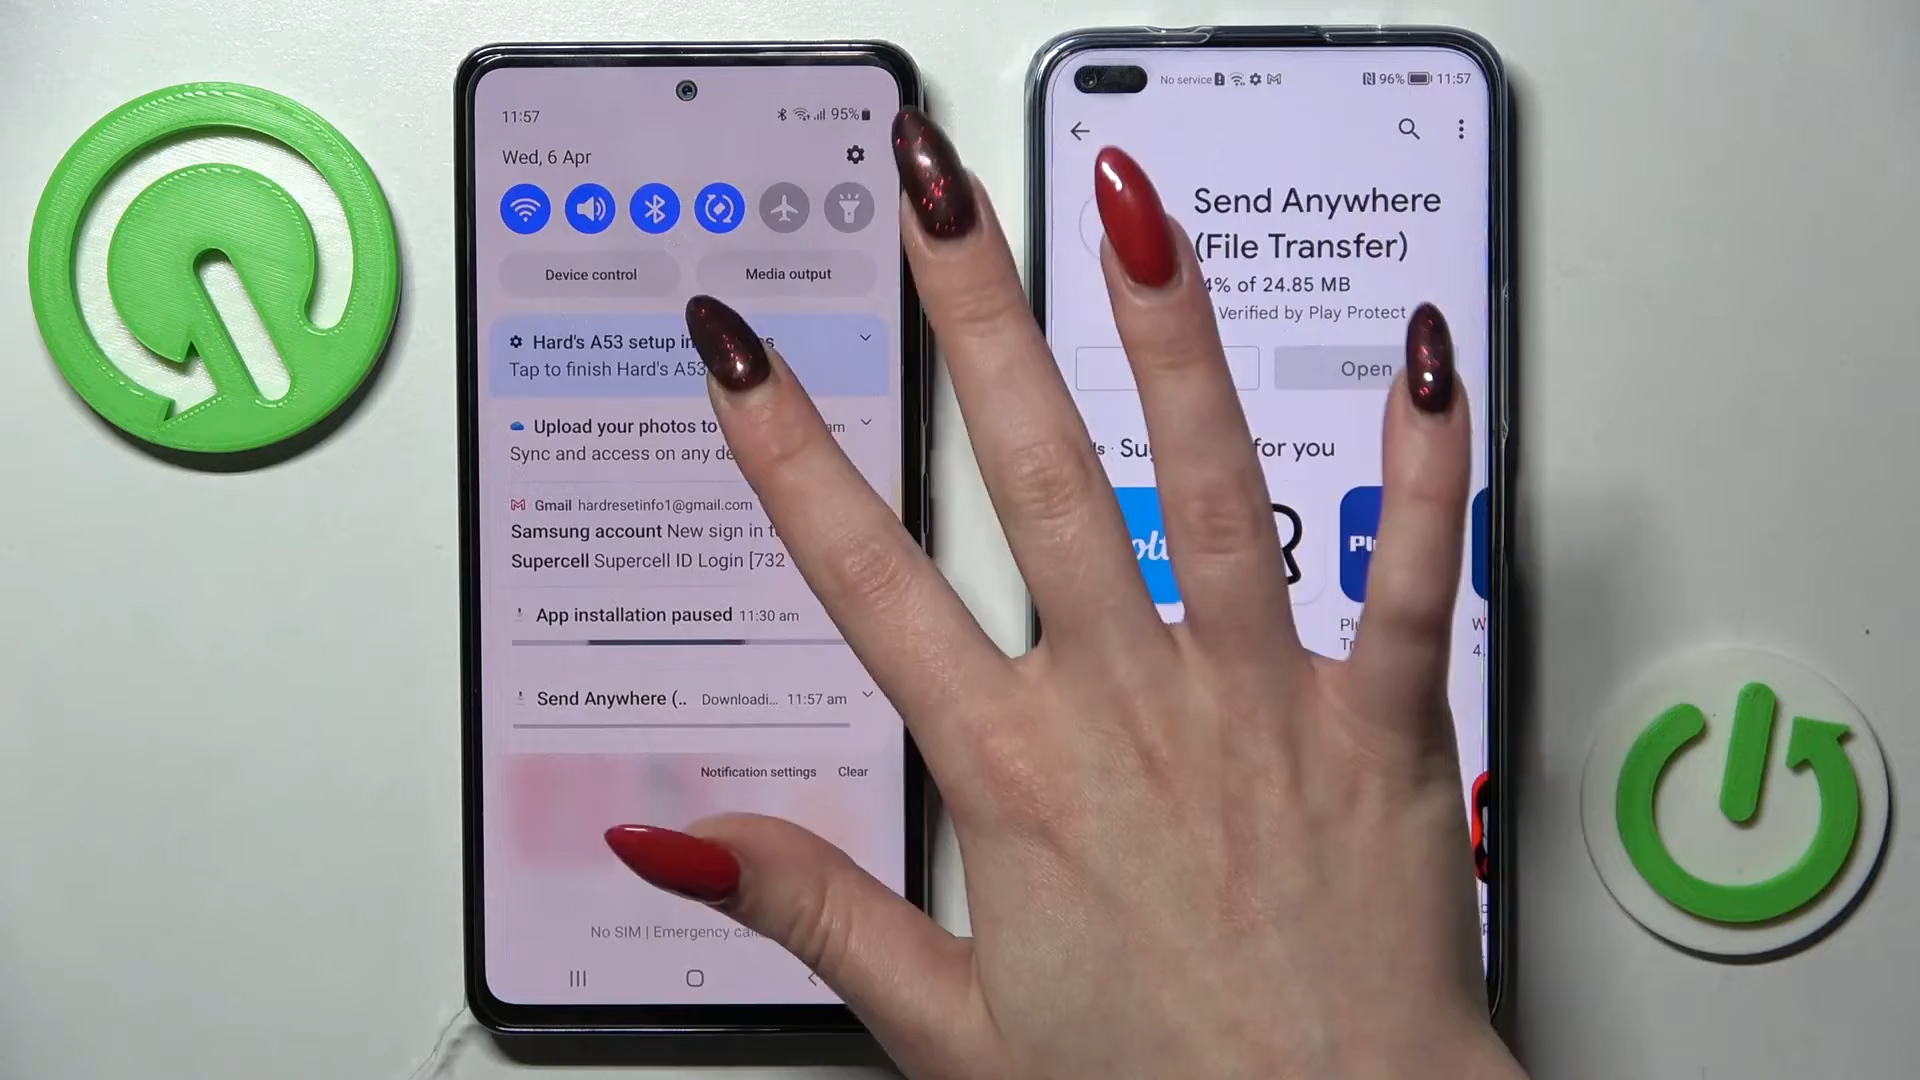 11:57
95%
Wed, 6 Apr
Device control
Media output
Hard's A53 setup in
Tap to finish Hard's A53
Upload your photos to
am
Sync and access on any
Gmail hardresetinfo1@gmail.com
Samsung account New sign in
Supercell Supercell ID Login [732
App installation paused 11:30 am
Send Anywhere (.. Downloadi... 11:57 am
Notification settings
Clear
No SIM | Emergency
No service
96%
11:57
Send Anywhere
(File Transfer)
4% of 24.85 MB
Verified by Play Protect
Open
for you